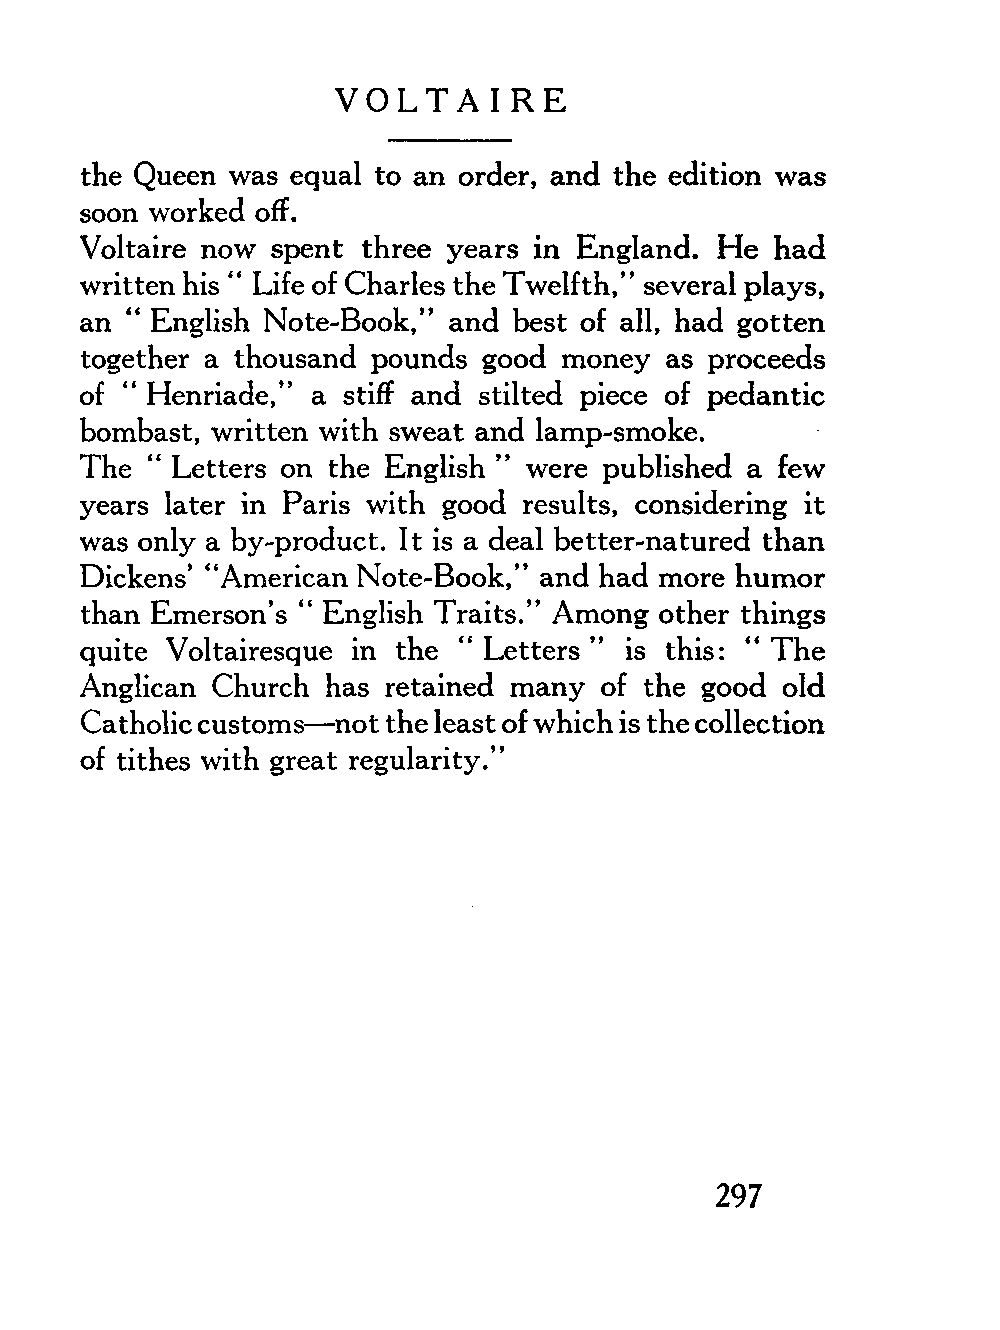 VOLTAIRE
the Queen was equal to an order, and the edition was
soon worked off.
Voltaire now spent three years in England. He had
written his “ Life of Charles the Twelfth,” several plays,
an “ English Note-Book,” and best of all, had gotten
together a thousand pounds good money as proceeds
of “ Henriade,” a stiff and stilted piece of pedantic
bombast, written with sweat and lamp-smoke.
The “ Letters on the English ” were published a few
years later in Paris with good results, considering it
was only a by-product. It is a deal better-natured than
Dickens’ “American Note-Book,” and had more humor
than Emerson’s “ English Traits.” Among other things
quite Voltairesque in the “ Letters ” is this: “ The
Anglican Church has retained many of the good old
Catholic customs—not the least of which is the collection
of tithes with great regularity.”
297